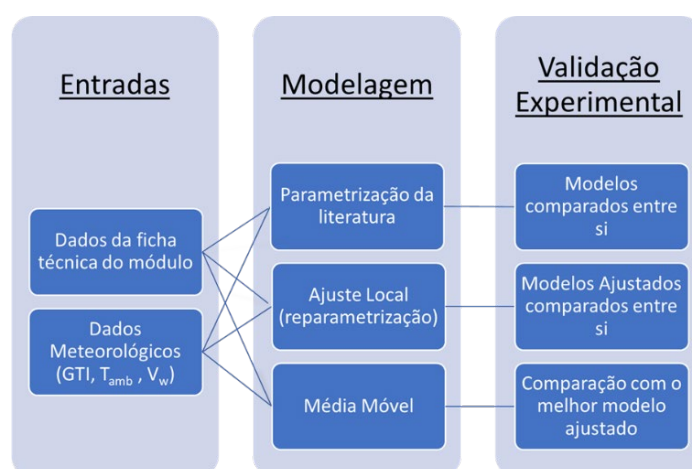 Entradas
Dados da ficha
técnica do módulo
Dados
Meteorológicos
(GTI, Tamb , Vw)
Modelagem
Parametrização da
literatura
Ajuste Local
(reparametrização)
Média Móvel
Validação
Experimental
Modelos
comparados entre
si
Modelos Ajustados
comparados entre
si
Comparação com o
melhor modelo
ajustado